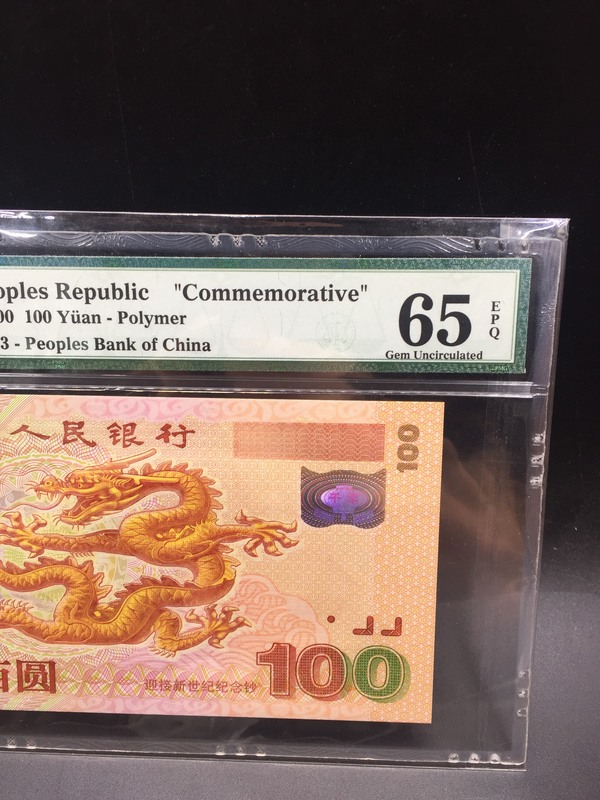 oples Republic "Commemorative"
00 100 Yüan - Polymer
3 - Peoples Bank of China
65
EPQ
Gem Uncirculated
人民银行
100
百圆
迎接新世纪纪念钞
100